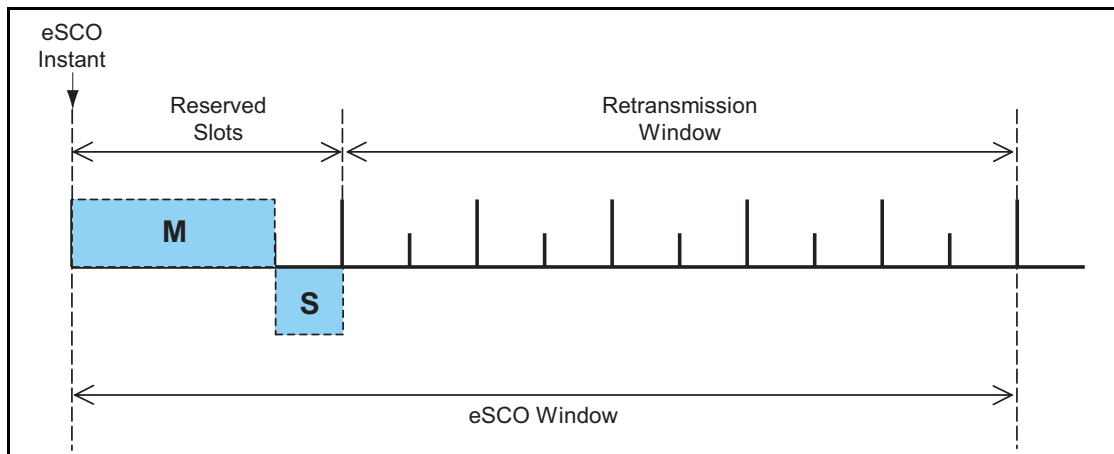 eSCO
Instant
Reserved
Slots
Retransmission
Window
M
S
eSCO Window